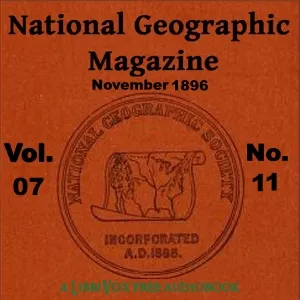 National Geographic
Magazine
November 1896
Vol.
07
No.
11
NATIONAL GEOGRAPHIC SOCIETY
INCORPORATED
A.D. 1888.
A LIBRIVOX FREE AUDIOBOOK